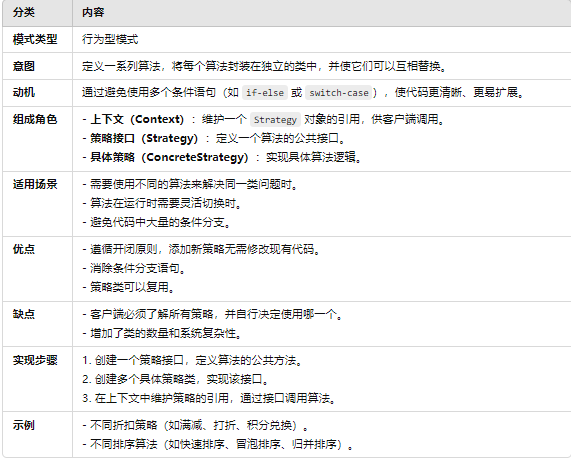 分类 内容
模式类型 行为型模式
意图 定义一系列算法，将每个算法封装在独立的类中，并使它们可以互相替换。
动机 通过避免使用多个条件语句（如 if-else 或 switch-case），使代码更清晰、更易扩展。
组成角色 - 上下文（Context）：维护一个 Strategy 对象的引用，供客户端调用。
- 策略接口（Strategy）：定义一个算法的公共接口。
- 具体策略（ConcreteStrategy）：实现具体算法逻辑。
适用场景 - 需要使用不同的算法来解决同一类问题时。
- 算法在运行时需要灵活切换时。
- 避免代码中大量的条件分支。
优点 - 遵循开闭原则，添加新策略无需修改现有代码。
- 消除条件分支语句。
- 策略类可以复用。
缺点 - 客户端必须了解所有策略，并自行决定使用哪一个。
- 增加了类的数量和系统复杂性。
实现步骤 1. 创建一个策略接口，定义算法的公共方法。
2. 创建多个具体策略类，实现该接口。
3. 在上下文中维护策略的引用，通过接口调用算法。
示例 - 不同折扣策略（如满减、打折、积分兑换）。
- 不同排序算法（如快速排序、冒泡排序、归并排序）。